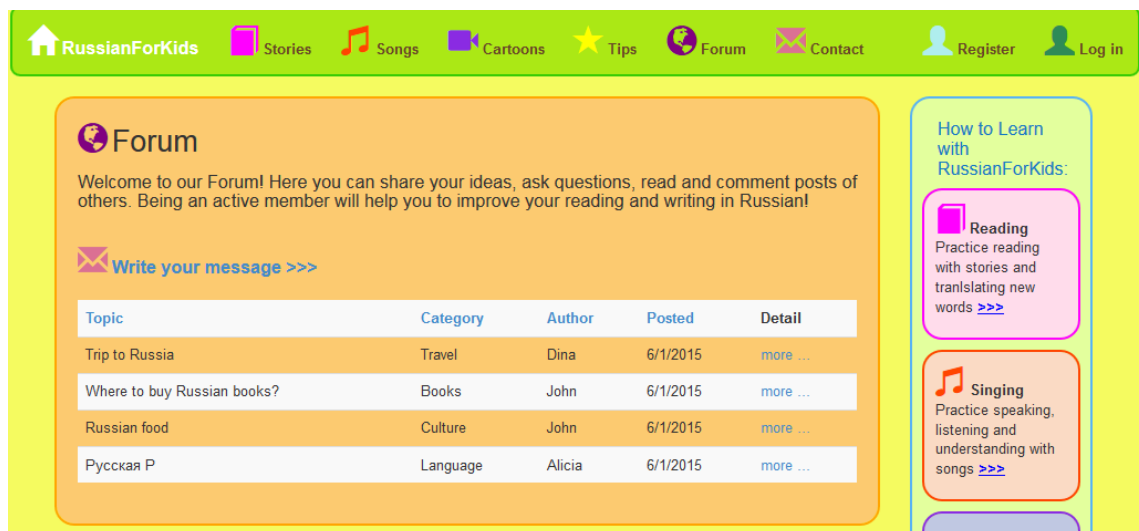 RussianForKids Stories Songs Cartoons Tips Forum Contact Register Log in
Forum
Welcome to our Forum! Here you can share your ideas, ask questions, read and comment posts of
others. Being an active member will help you to improve your reading and writing in Russian!
Write your message >>>
Topic Category Author Posted Detail
Trip to Russia Travel Dina 6/1/2015 more ...
Where to buy Russian books? Books John 6/1/2015 more ...
Russian food Culture John 6/1/2015 more ...
Русская Р Language Alicia 6/1/2015 more ...
How to Learn
with
RussianForKids:
Reading
Practice reading
with stories and
tranlslating new
words >>>
Singing
Practice speaking,
listening and
understanding with
songs >>>